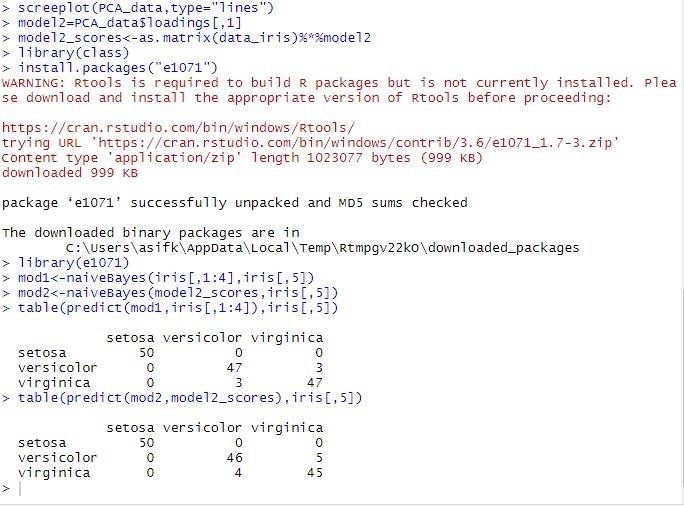 > screeplot(PCA_data,type="lines")
> model2=PCA_data$loadings[,1]
> model2_scores<-as.matrix(data_iris)%*%model2
> library(class)
> install.packages("e1071")
WARNING: Rtools is required to build R packages but is not currently installed. Plea
se download and install the appropriate version of Rtools before proceeding:
https://cran.rstudio.com/bin/windows/Rtools/
trying URL 'https://cran.rstudio.com/bin/windows/contrib/3.6/e1071_1.7-3.zip'
Content type 'application/zip' length 1023077 bytes (999 KB)
downloaded 999 KB
package ‘e1071’ successfully unpacked and MD5 sums checked
The downloaded binary packages are in
C:\Users\asifk\AppData\Local\Temp\Rtmpgv22kO\downloaded_packages
> library(e1071)
> mod1<-naiveBayes(iris[,1:4],iris[,5])
> mod2<-naiveBayes(model2_scores,iris[,5])
> table(predict(mod1,iris[,1:4]),iris[,5])
setosa versicolor virginica
setosa 50 0 0
versicolor 0 47 3
virginica 0 3 47
> table(predict(mod2,model2_scores),iris[,5])
setosa versicolor virginica
setosa 50 0 0
versicolor 0 46 5
virginica 0 4 45
>